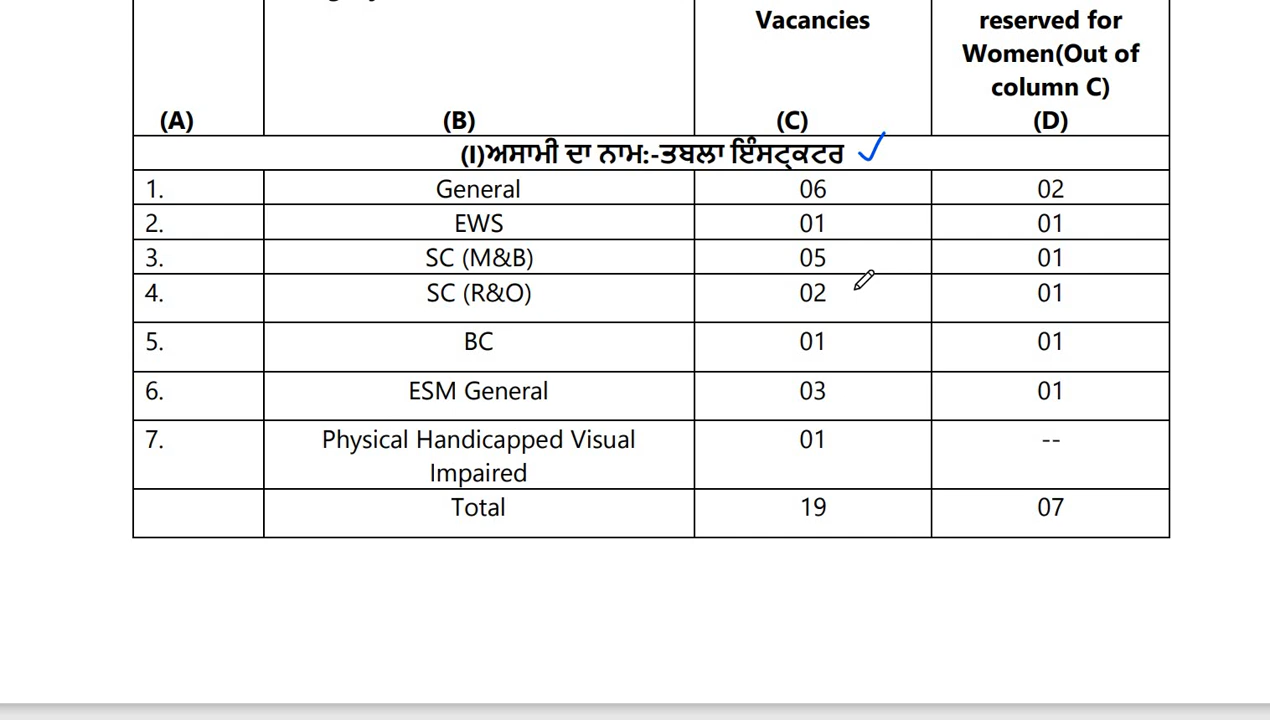 Vacancies
reserved for
Women(Out of
column C)
(A) (B) (C) (D)
(I)ਅਸਾਮੀ ਦਾ ਨਾਮ:-ਤਬਲਾ ਇੰਸਟ੍ਰਕਟਰ
1. General 06 02
2. EWS 01 01
3. SC (M&B) 05 01
4. SC (R&O) 02 01
5. BC 01 01
6. ESM General 03 01
7. Physical Handicapped Visual 01 --
Impaired
Total 19 07